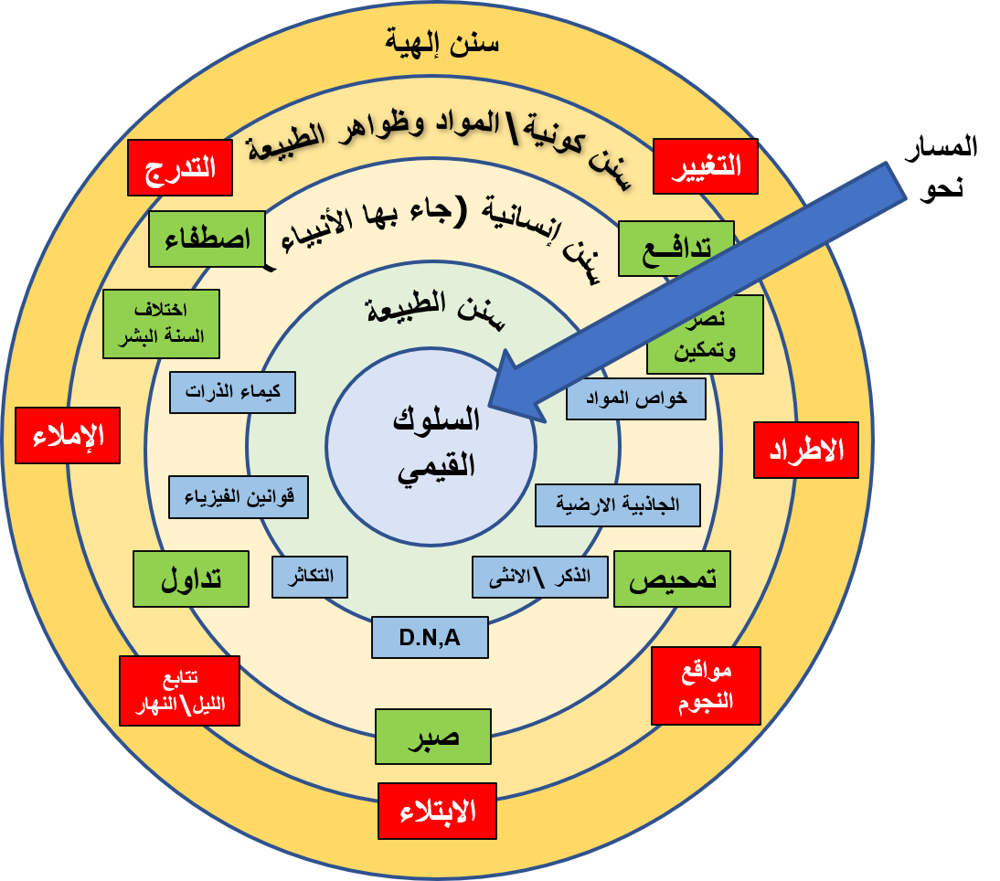 سنن إلهية
سنن كونية\المواد وظواهر الطبيعة
المسار
نحو
التغيير
التدرج
سنن إنسانية (جاء بها الأنبياء )
تدافـع
اصطفاء
نصر
وتمكين
اختلاف
السنة البشر
سنن الطبيعة
خواص المواد
كيماء الذرات
السلوك
القيمي
الاطراد
الإملاء
الجاذبية الارضية
قوانين الفيزياء
تمحيص
الذكر \الانثى
التكاثر
تداول
D.N,A
مواقع
النجوم
تتابع
الليل\النهار
صبر
الابتلاء